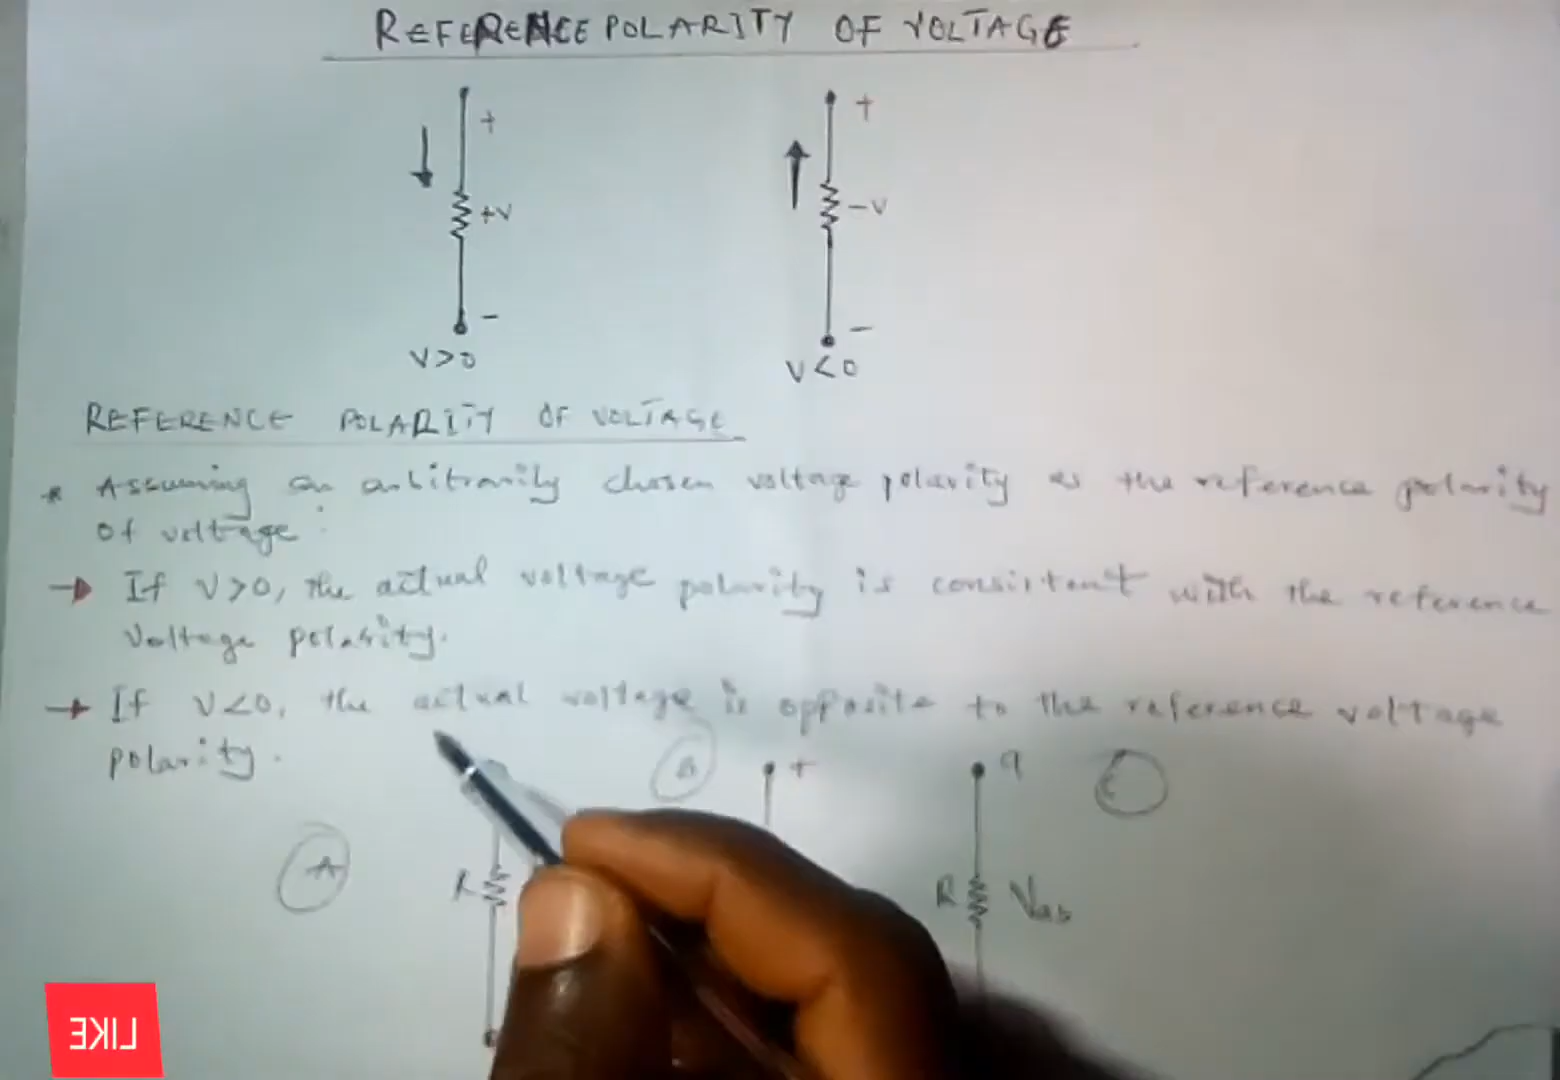 REFERENCE POLARITY OF VOLTAGE
+ +
+V -V
- -
V>0 V<0
REFERENCE POLARITY OF VOLTAGE
* Assuming an arbitrarily chosen voltage polarity as the reference polarity
of voltage:
→ If V>0, the actual voltage polarity is consistent with the reference
voltage polarity.
→ If V<0, the actual voltage is opposite to the reference voltage
polarity.
B + a C
A R R Vab
LIKE